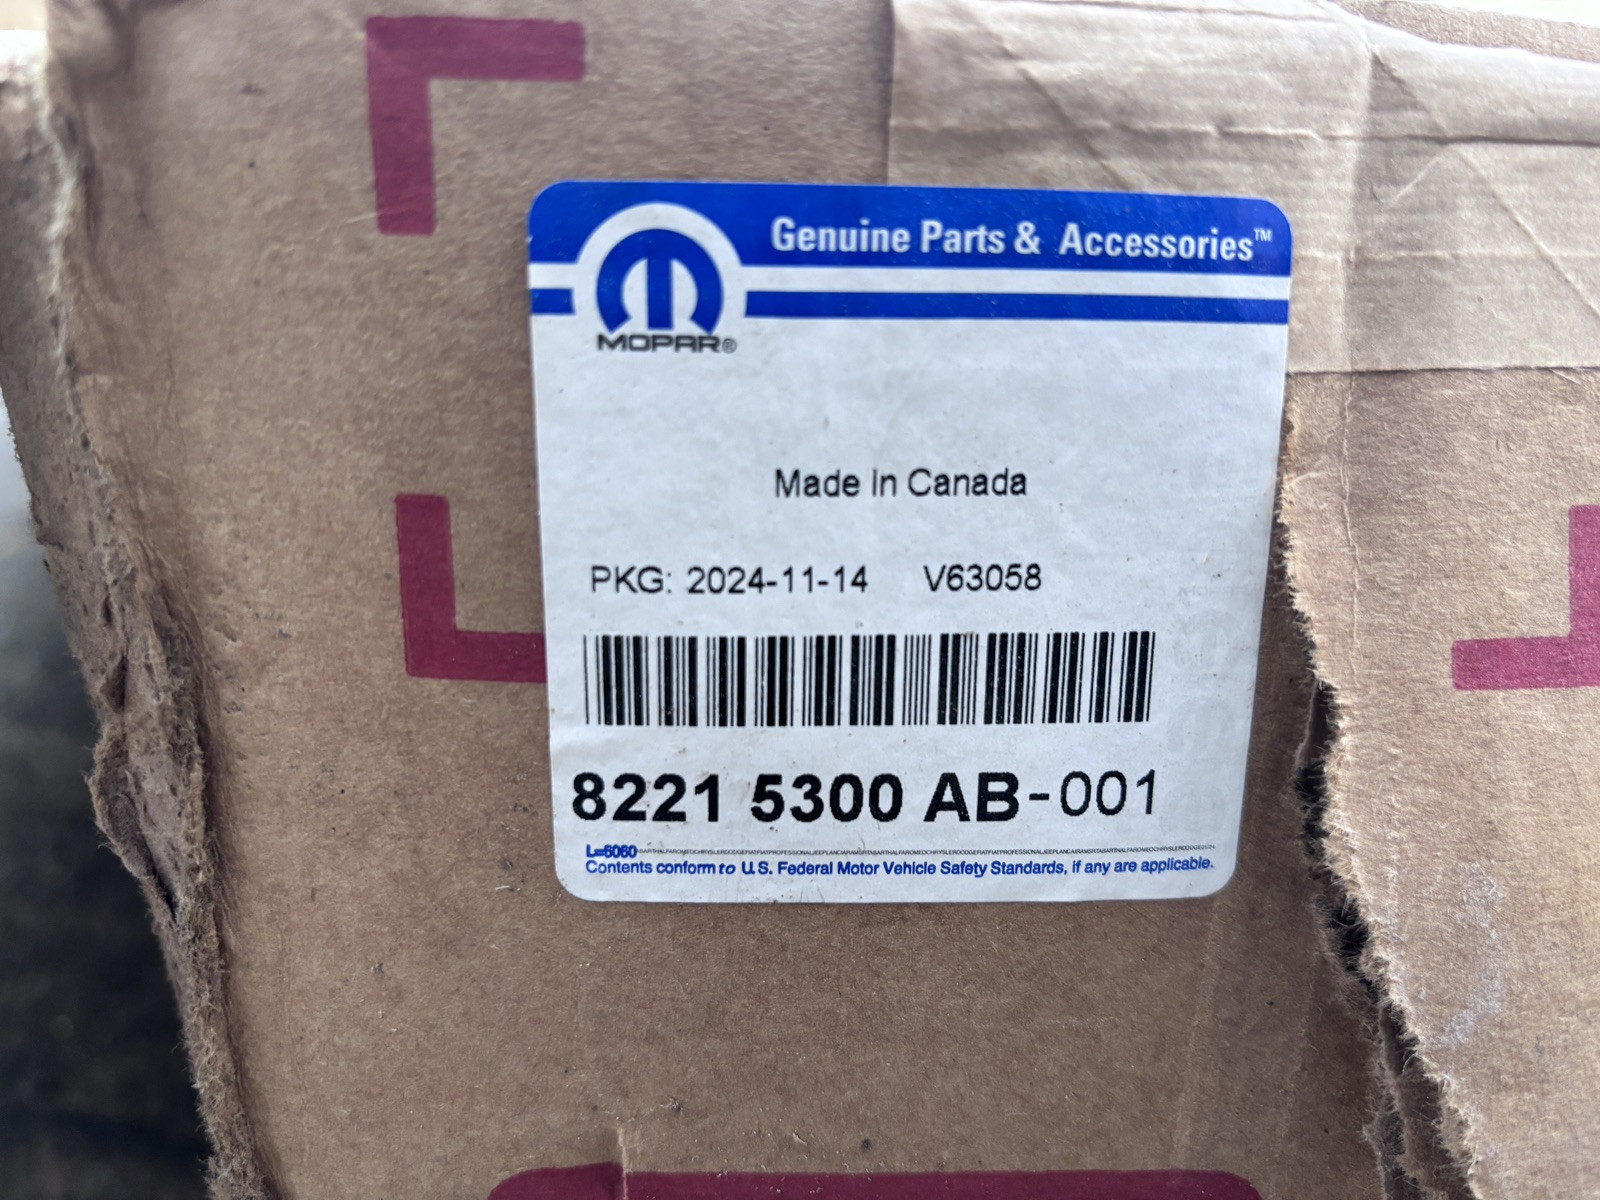 Genuine Parts & Accessories™
MOPAR®
Made In Canada
PKG: 2024-11-14 V63058
8221 5300 AB-001
L=6060
Contents conform to U.S. Federal Motor Vehicle Safety Standards, if any are applicable.